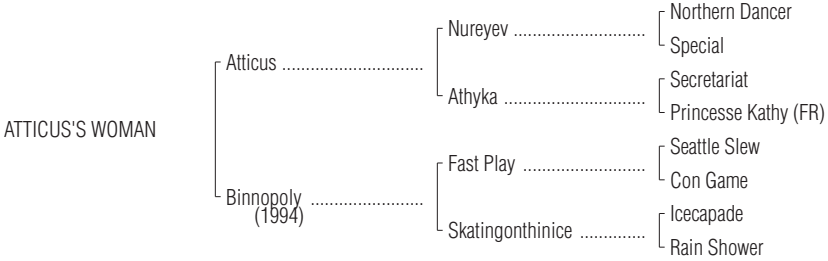 Northern Dancer
Nureyev ..............................
Special
Atticus ................................
Secretariat
Athyka ................................
Princesse Kathy (FR)
ATTICUS'S WOMAN
Seattle Slew
Fast Play ............................
Con Game
Binnopoly ..........................
(1994)
Icecapade
Skatingonthinice ...............
Rain Shower